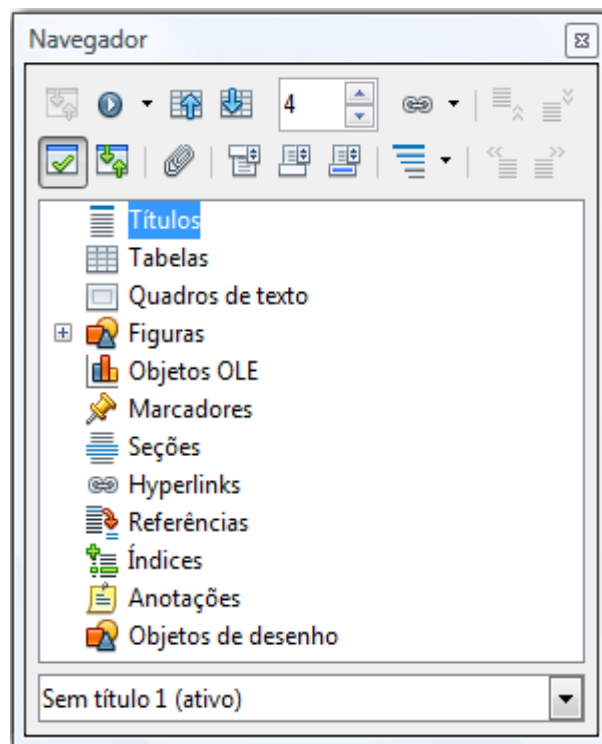 Navegador
4
Títulos
Tabelas
Quadros de texto
Figuras
Objetos OLE
Marcadores
Seções
Hyperlinks
Referências
Índices
Anotações
Objetos de desenho
Sem título 1 (ativo)